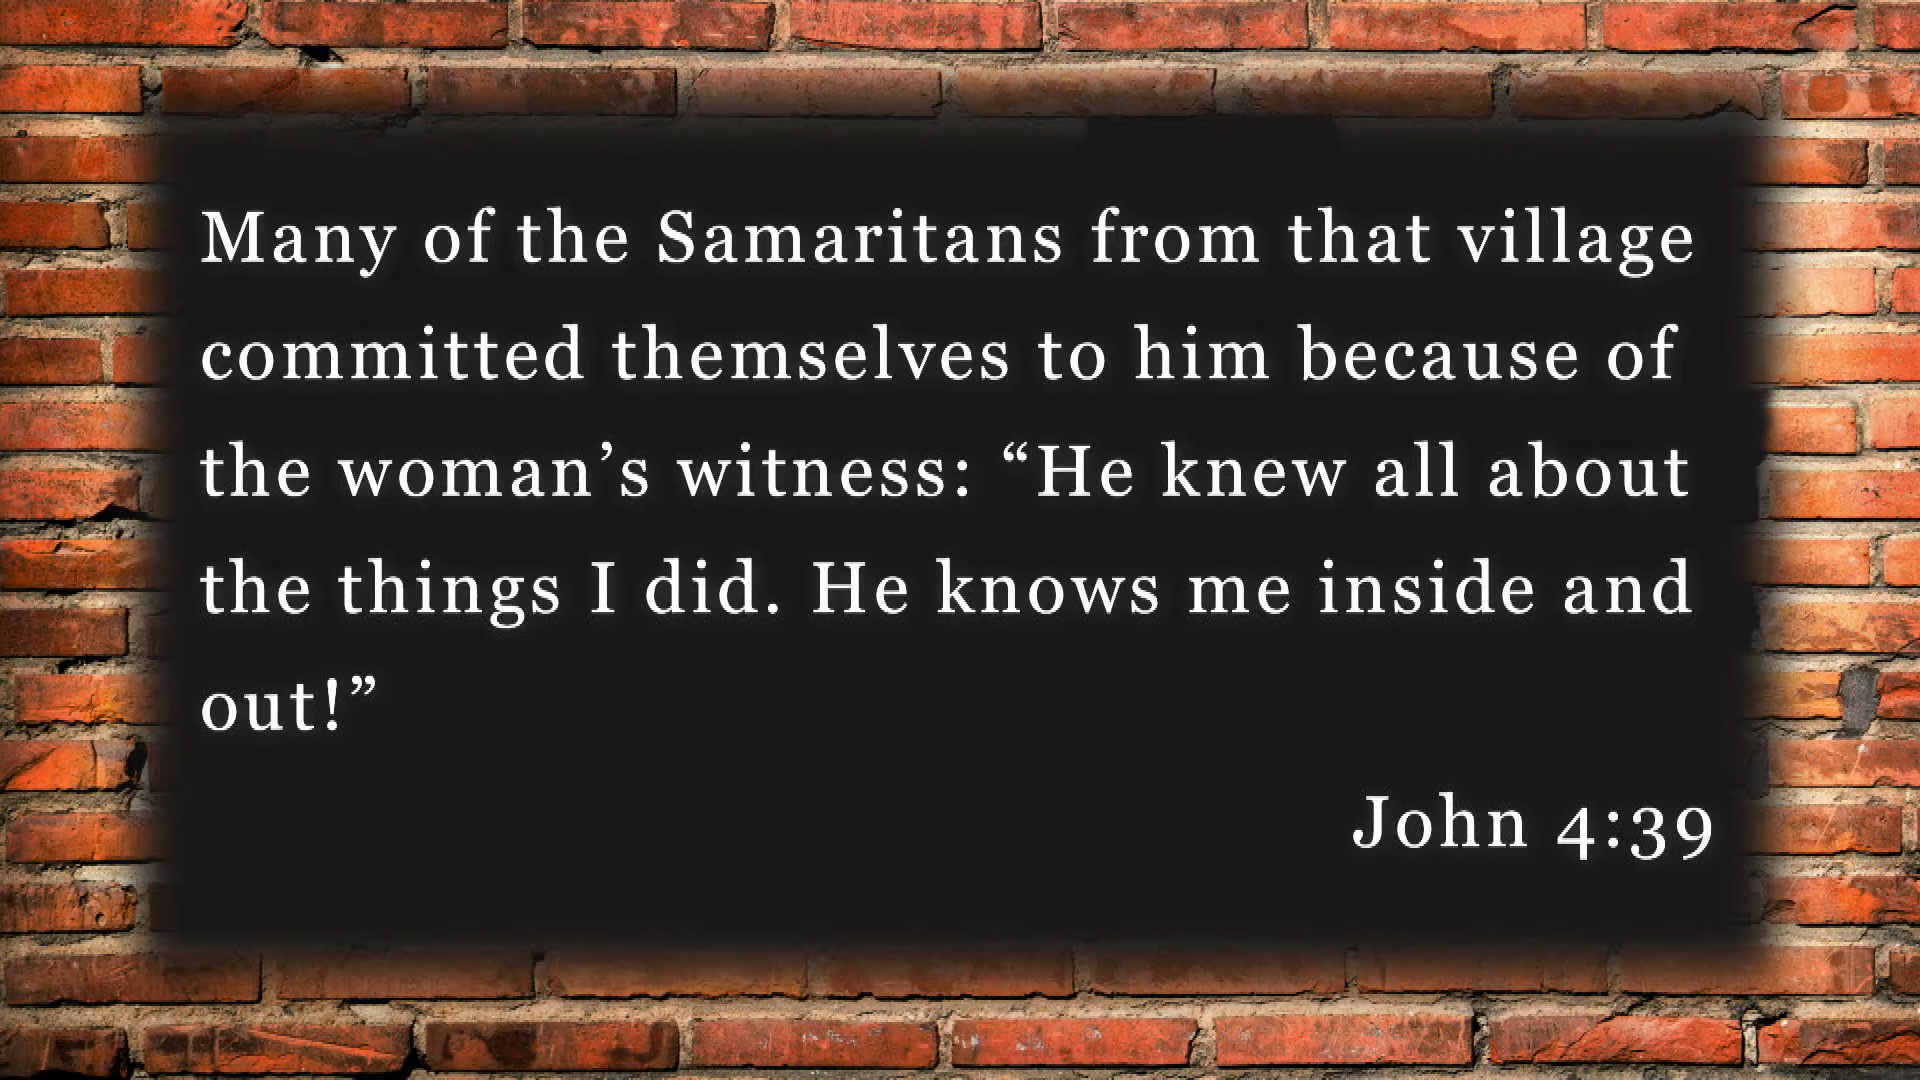 Many of the Samaritans from that village
committed themselves to him because of
the woman’s witness: “He knew all about
the things I did. He knows me inside and
out!”
John 4:39